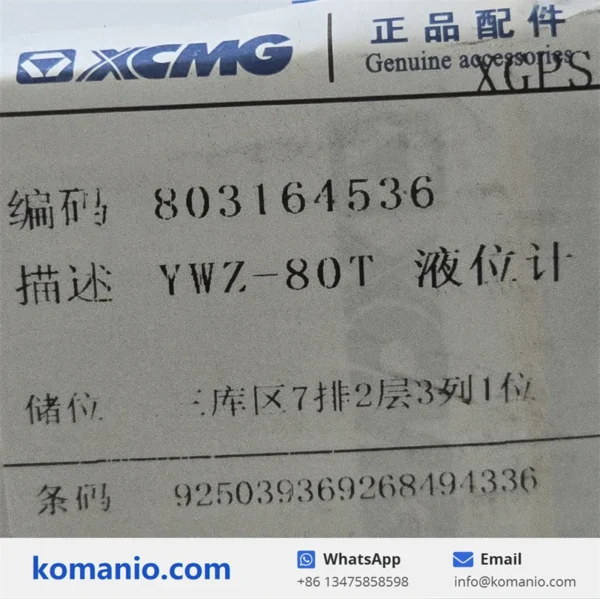 XCMG 正品配件
Genuine accessories
XGPS
编码 803164536
描述 YWZ-80T 液位计
储位 三库区7排2层3列1位
条码 925039369268494336
komanio.com
WhatsApp
+86 13475858598
Email
info@komanio.com